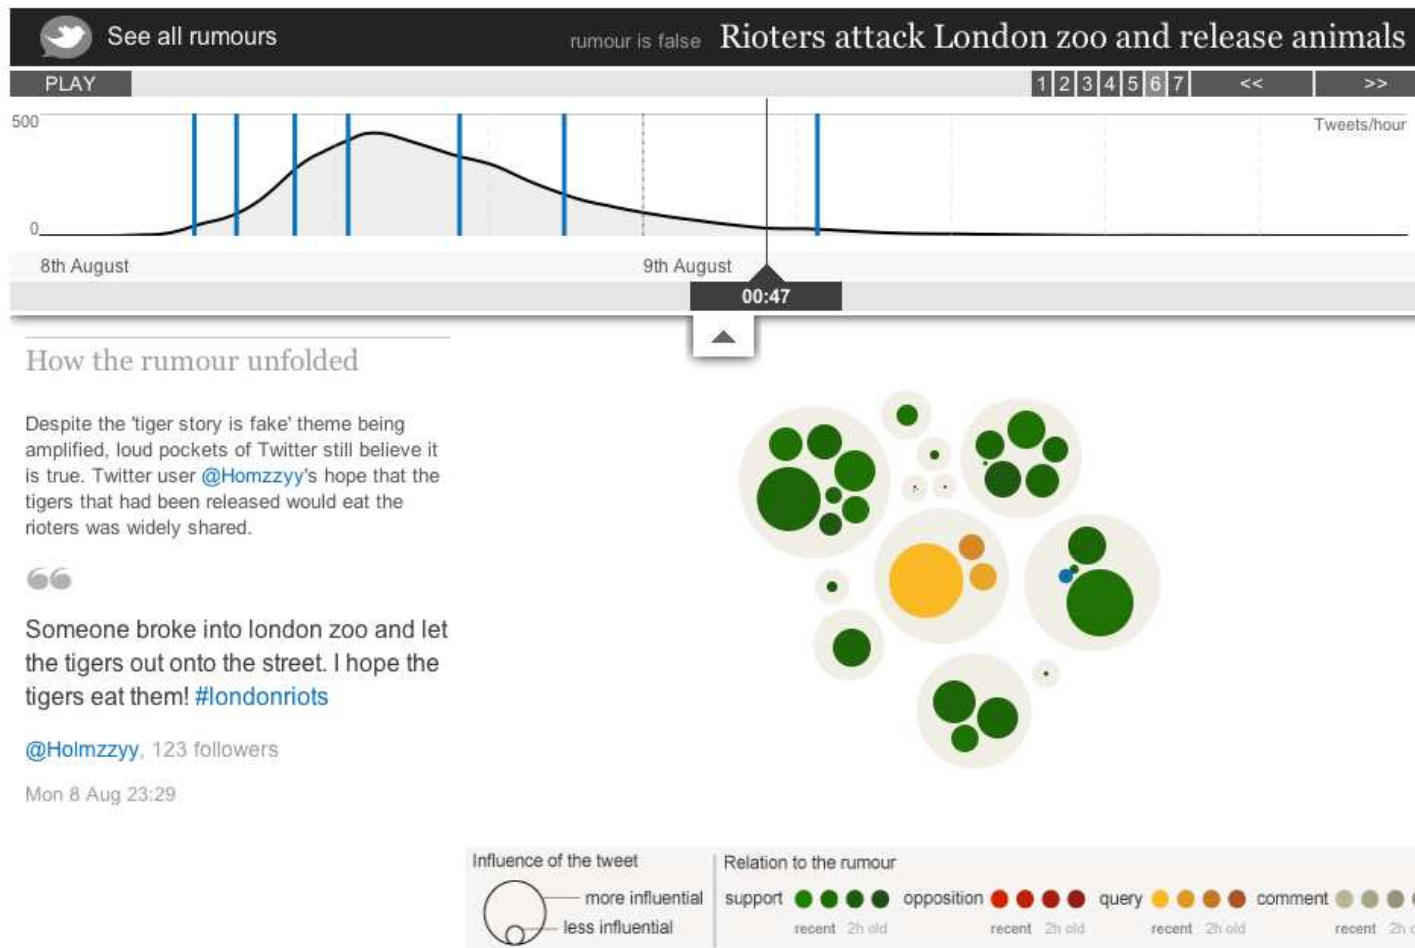 See all rumours
rumour is false Rioters attack London zoo and release animals
PLAY
1 2 3 4 5 6 7 << >>
500
Tweets/hour
0
8th August
9th August
00:47
How the rumour unfolded
Despite the 'tiger story is fake' theme being
amplified, loud pockets of Twitter still believe it
is true. Twitter user @Homzzyy's hope that the
tigers that had been released would eat the
rioters was widely shared.
Someone broke into london zoo and let
the tigers out onto the street. I hope the
tigers eat them! #londonriots
@Holmzzyy, 123 followers
Mon 8 Aug 23:29
Influence of the tweet
more influential
less influential
Relation to the rumour
support opposition query comment
recent 2h old recent 2h old recent 2h old recent 2h